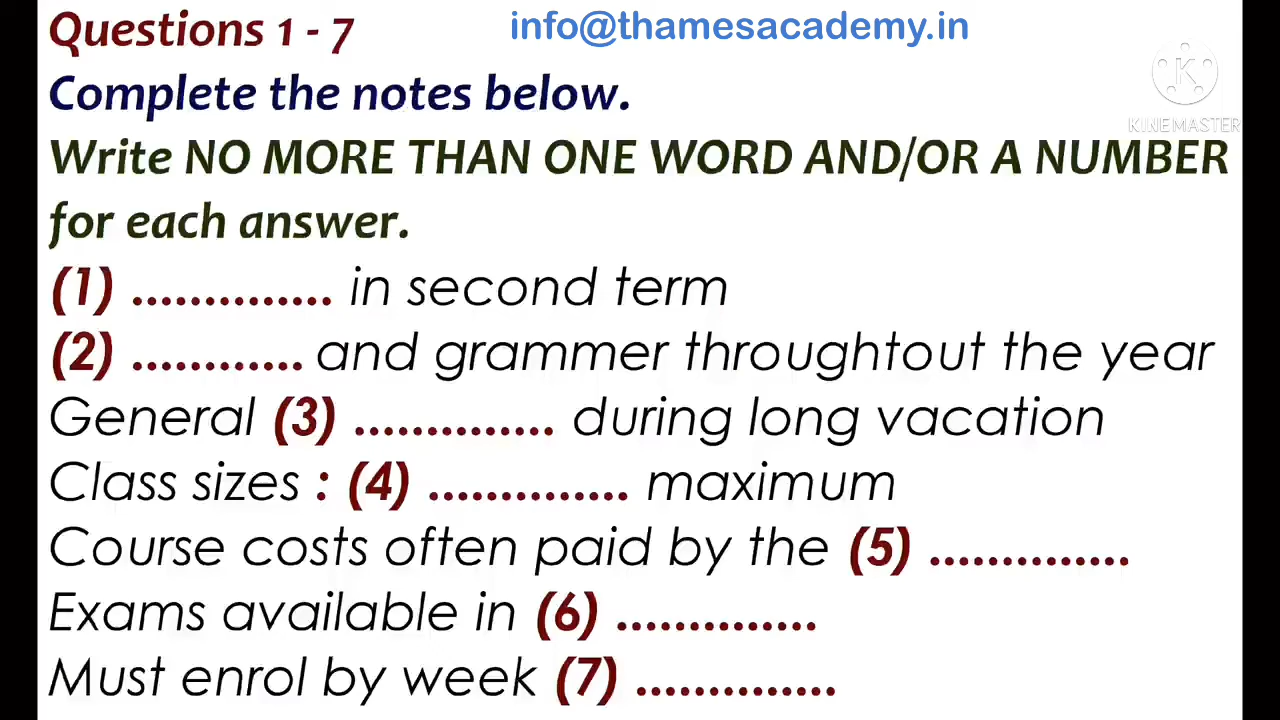 Questions 1 - 7
info@thamesacademy.in
Complete the notes below.
K
KINEMASTER
Write NO MORE THAN ONE WORD AND/OR A NUMBER
for each answer.
(1) .............. in second term
(2) ............ and grammer throughtout the year
General (3) .............. during long vacation
Class sizes : (4) .............. maximum
Course costs often paid by the (5) ..............
Exams available in (6) ..............
Must enrol by week (7) ..............